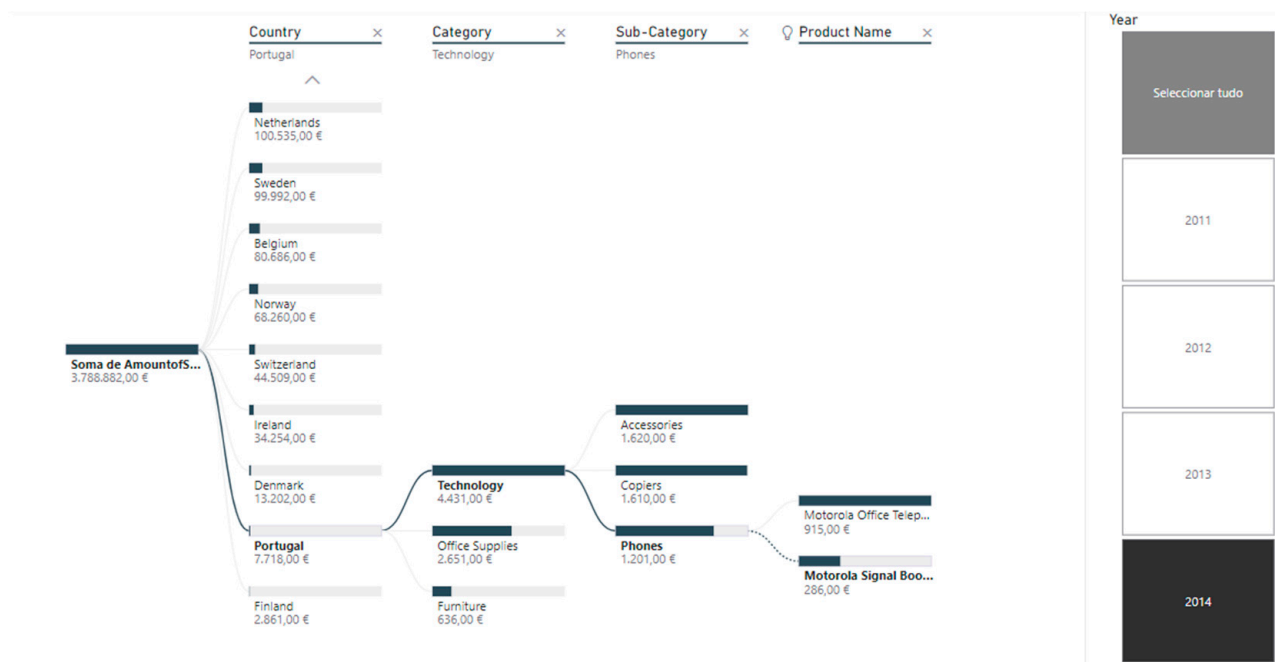 Country
Portugal
Category
Technology
Sub-Category
Phones
Product Name
Year
Seleccionar tudo
2011
2012
2013
2014
Soma de AmountofS...
3.788.882,00 €
Netherlands
100.535,00 €
Sweden
99.992,00 €
Belgium
80.686,00 €
Norway
68.260,00 €
Switzerland
44.509,00 €
Ireland
34.254,00 €
Denmark
13.202,00 €
Portugal
7.718,00 €
Finland
2.861,00 €
Technology
4.431,00 €
Office Supplies
2.651,00 €
Furniture
636,00 €
Accessories
1.620,00 €
Copiers
1.610,00 €
Phones
1.201,00 €
Motorola Office Telep...
915,00 €
Motorola Signal Boo...
286,00 €